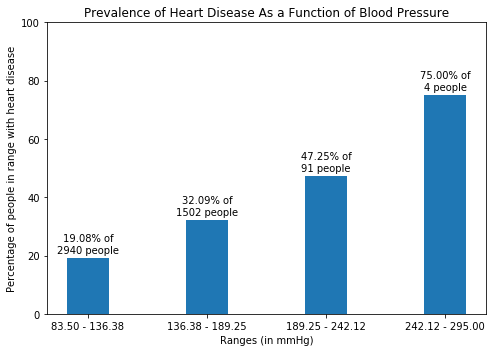 Prevalence of Heart Disease As a Function of Blood Pressure
Percentage of people in range with heart disease
100
80
60
40
20
0
19.08% of
2940 people
32.09% of
1502 people
47.25% of
91 people
75.00% of
4 people
83.50 - 136.38
136.38 - 189.25
189.25 - 242.12
242.12 - 295.00
Ranges (in mmHg)